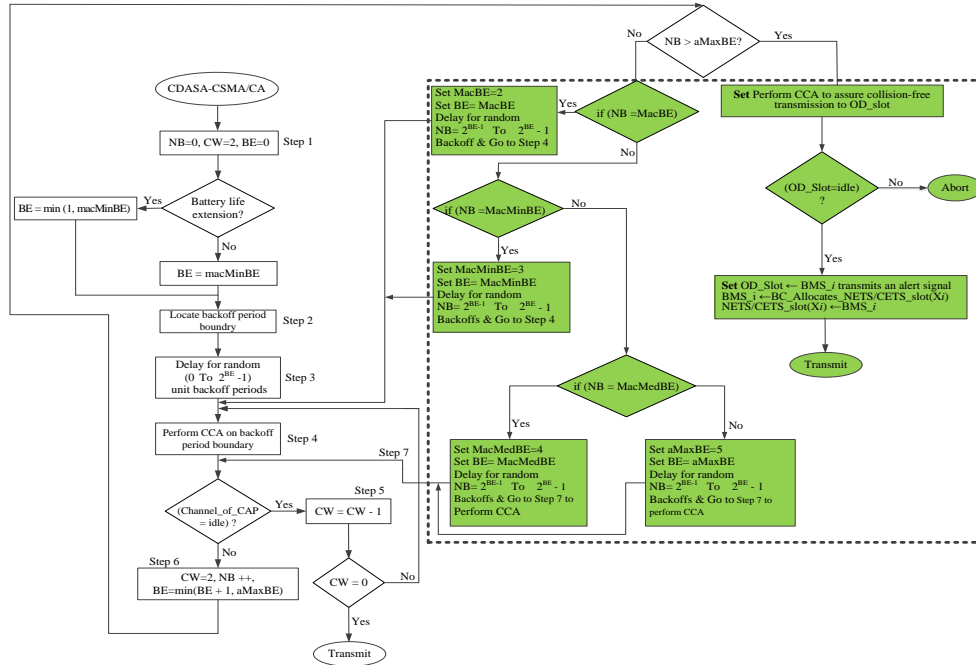 NB > aMaxBE?
No
Yes
CDASA-CSMA/CA
NB=0, CW=2, BE=0
Step 1
Battery life
extension?
Yes
BE = min (1, macMinBE)
No
BE = macMinBE
Locate backoff period
boundry
Step 2
Delay for random
(0 To 2^BE -1)
unit backoff periods
Step 3
Perform CCA on backoff
period boundary
Step 4
Step 7
(Channel_of_CAP
= idle) ?
Yes
Step 5
CW = CW - 1
No
Step 6
CW=2, NB ++,
BE=min(BE + 1, aMaxBE)
CW = 0
No
Yes
Transmit
Set MacBE=2
Set BE= MacBE
Delay for random
NB= 2^BE-1 To 2^BE - 1
Backoff & Go to Step 4
Yes
if (NB =MacBE)
No
if (NB =MacMinBE)
No
Yes
Set MacMinBE=3
Set BE= MacMinBE
Delay for random
NB= 2^BE-1 To 2^BE - 1
Backoffs & Go to Step 4
if (NB = MacMedBE)
Yes
No
Set MacMedBE=4
Set BE= MacMedBE
Delay for random
NB= 2^BE-1 To 2^BE - 1
Backoffs & Go to Step 7 to
Perform CCA
Set aMaxBE=5
Set BE= aMaxBE
Delay for random
NB= 2^BE-1 To 2^BE - 1
Backoffs & Go to Step 7 to
perform CCA
Set Perform CCA to assure collision-free
transmission to OD_slot
(OD_Slot=idle)
?
No
Abort
Yes
Set OD_Slot ← BMS_i transmits an alert signal
BMS_i ←BC_Allocates_NETS/CETS_slot(Xi)
NETS/CETS_slot(Xi) ←BMS_i
Transmit